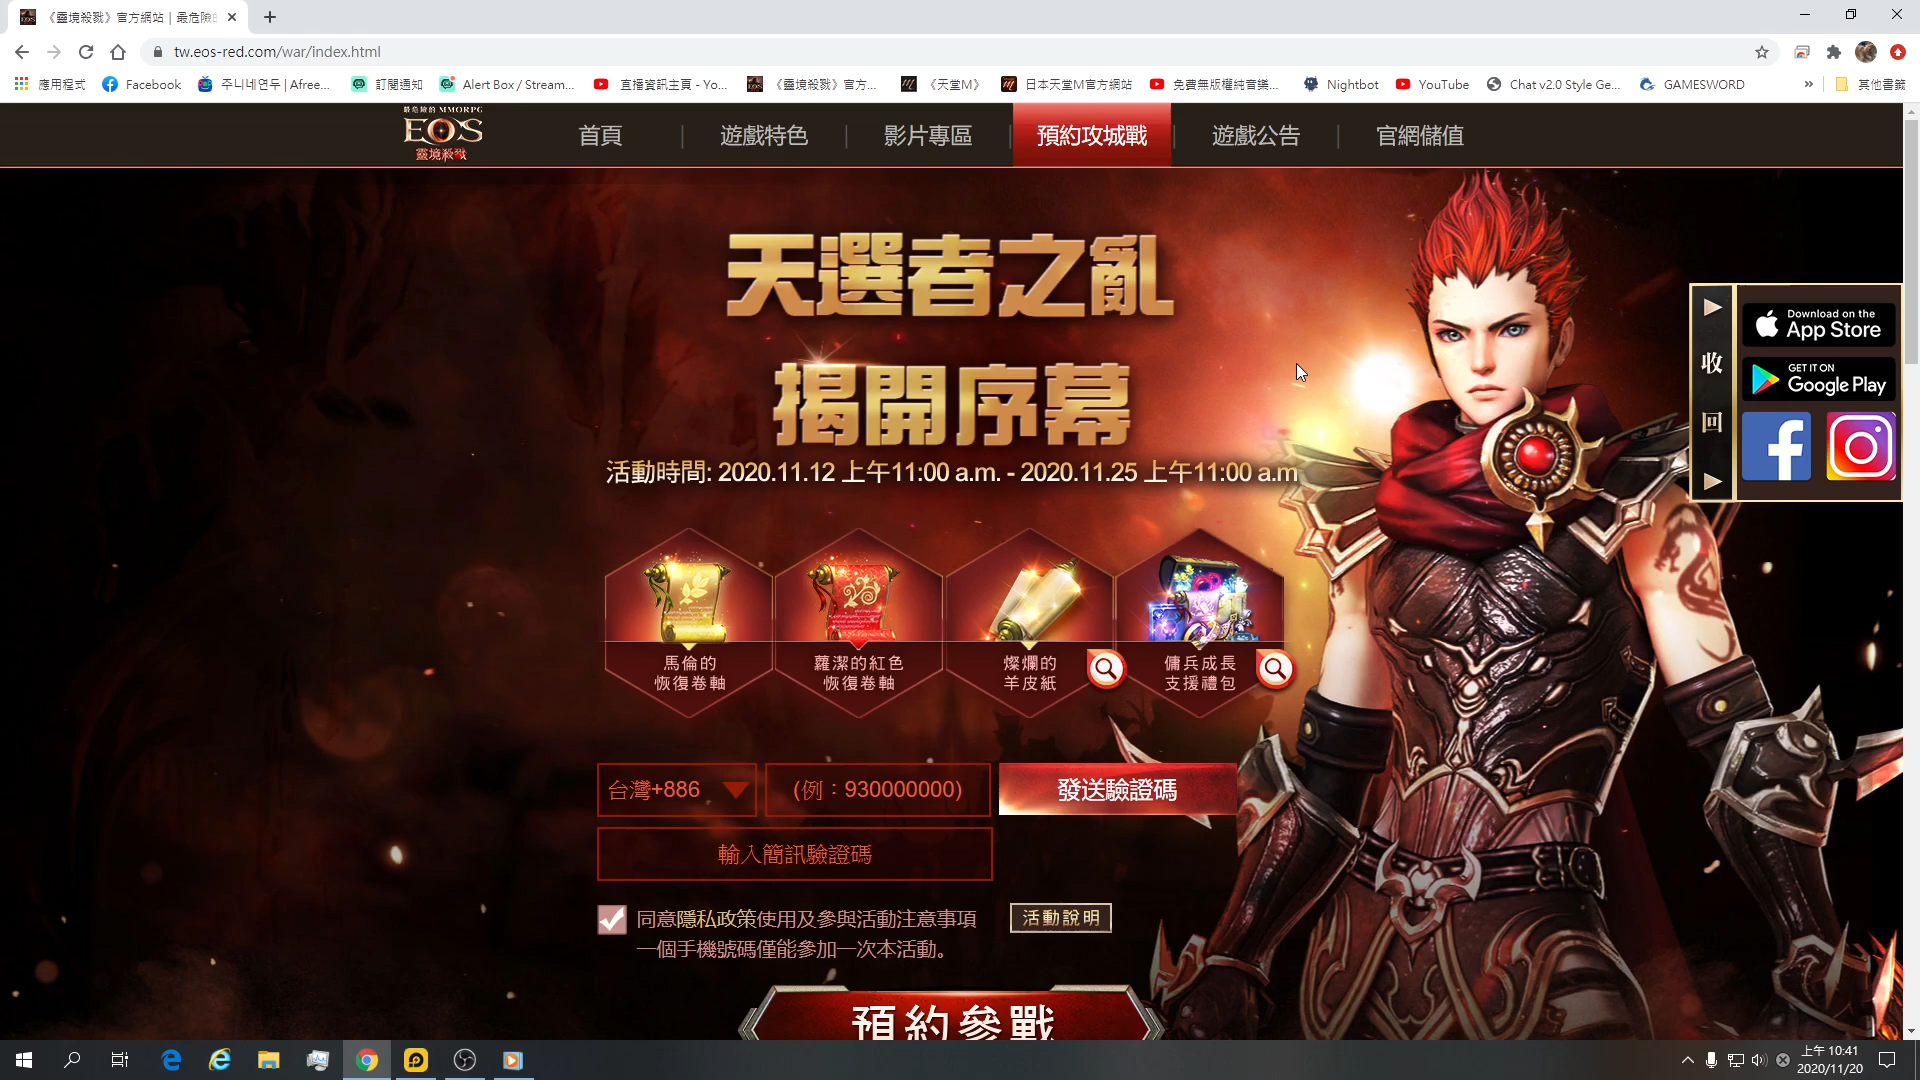 《靈境殺戮》官方網站｜最危險的
tw.eos-red.com/war/index.html
應用程式
Facebook
주니네연두 | Afree...
訂閱通知
Alert Box / Stream...
直播資訊主頁 - Yo...
《靈境殺戮》官方...
《天堂M》
日本天堂M官方網站
免費無版權純音樂...
Nightbot
YouTube
Chat v2.0 Style Ge...
GAMESWORD
»
其他書籤
最危險的 MMORPG
EOS
靈境殺戮
首頁
遊戲特色
影片專區
預約攻城戰
遊戲公告
官網儲值
天選者之亂
揭開序幕
活動時間: 2020.11.12 上午11:00 a.m. - 2020.11.25 上午11:00 a.m
收回
Download on the
App Store
GET IT ON
Google Play
馬倫的
恢復卷軸
蘿潔的紅色
恢復卷軸
燦爛的
羊皮紙
傭兵成長
支援禮包
台灣+886
(例：930000000)
發送驗證碼
輸入簡訊驗證碼
同意隱私政策使用及參與活動注意事項
一個手機號碼僅能參加一次本活動。
活動說明
預約參戰
上午 10:41
2020/11/20